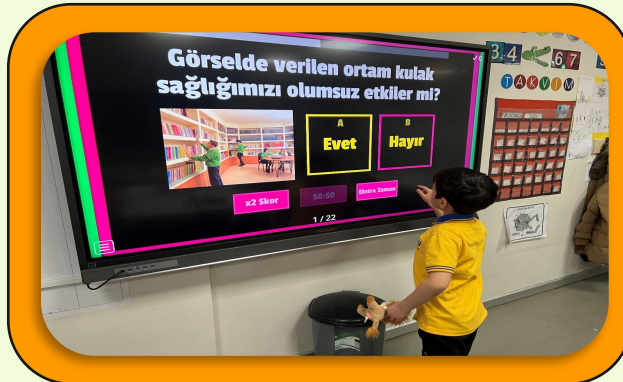 Görselde verilen ortam kulak
sağlığımızı olumsuz etkiler mi?
A
Evet
B
Hayır
x2 Skor
50:50
Ekstra Zaman
1 / 22
3 4
6 7
TAKVİM